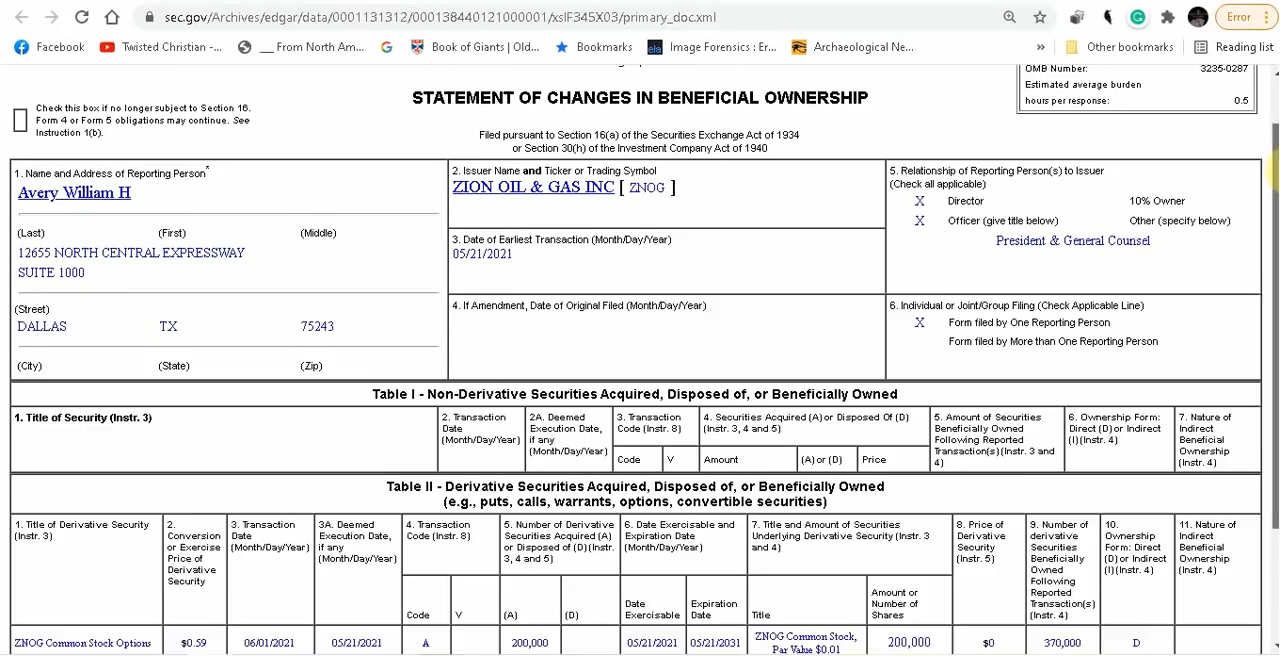 sec.gov/Archives/edgar/data/0001131312/000138440121000001/xslF345X03/primary_doc.xml
Error
Facebook
Twisted Christian -...
___ From North Am...
Book of Giants | Old...
Bookmarks
Image Forensics : Er...
Archaeological Ne...
»
Other bookmarks
Reading list
OMB Number: 3235-0287
Estimated average burden
hours per response: 0.5
Check this box if no longer subject to Section 16.
Form 4 or Form 5 obligations may continue. See
Instruction 1(b).
STATEMENT OF CHANGES IN BENEFICIAL OWNERSHIP
Filed pursuant to Section 16(a) of the Securities Exchange Act of 1934
or Section 30(h) of the Investment Company Act of 1940
1. Name and Address of Reporting Person*
Avery William H
(Last) (First) (Middle)
12655 NORTH CENTRAL EXPRESSWAY
SUITE 1000
(Street)
DALLAS TX 75243
(City) (State) (Zip)
2. Issuer Name and Ticker or Trading Symbol
ZION OIL & GAS INC [ ZNOG ]
3. Date of Earliest Transaction (Month/Day/Year)
05/21/2021
4. If Amendment, Date of Original Filed (Month/Day/Year)
5. Relationship of Reporting Person(s) to Issuer
(Check all applicable)
X Director 10% Owner
X Officer (give title below) Other (specify below)
President & General Counsel
6. Individual or Joint/Group Filing (Check Applicable Line)
X Form filed by One Reporting Person
Form filed by More than One Reporting Person
Table I - Non-Derivative Securities Acquired, Disposed of, or Beneficially Owned
1. Title of Security (Instr. 3)
2. Transaction
Date
(Month/Day/Year)
2A. Deemed
Execution Date,
if any
(Month/Day/Year)
3. Transaction
Code (Instr. 8)
4. Securities Acquired (A) or Disposed Of (D)
(Instr. 3, 4 and 5)
5. Amount of Securities
Beneficially Owned
Following Reported
Transaction(s) (Instr. 3 and
4)
6. Ownership Form:
Direct (D) or Indirect
(I) (Instr. 4)
7. Nature of
Indirect
Beneficial
Ownership
(Instr. 4)
Code V Amount (A) or (D) Price
Table II - Derivative Securities Acquired, Disposed of, or Beneficially Owned
(e.g., puts, calls, warrants, options, convertible securities)
1. Title of Derivative Security
(Instr. 3)
2.
Conversion
or Exercise
Price of
Derivative
Security
3. Transaction
Date
(Month/Day/Year)
3A. Deemed
Execution Date,
if any
(Month/Day/Year)
4. Transaction
Code (Instr. 8)
5. Number of Derivative
Securities Acquired (A)
or Disposed of (D) (Instr.
3, 4 and 5)
6. Date Exercisable and
Expiration Date
(Month/Day/Year)
7. Title and Amount of Securities
Underlying Derivative Security (Instr. 3
and 4)
8. Price of
Derivative
Security
(Instr. 5)
9. Number of
derivative
Securities
Beneficially
Owned
Following
Reported
Transaction(s)
(Instr. 4)
10.
Ownership
Form: Direct
(D) or Indirect
(I) (Instr. 4)
11. Nature of
Indirect
Beneficial
Ownership
(Instr. 4)
Code V (A) (D)
Date
Exercisable
Expiration
Date
Title
Amount or
Number of
Shares
ZNOG Common Stock Options $0.59 06/01/2021 05/21/2021 A 200,000 05/21/2021 05/21/2031
ZNOG Common Stock,
Par Value $0.01
200,000 $0 370,000 D